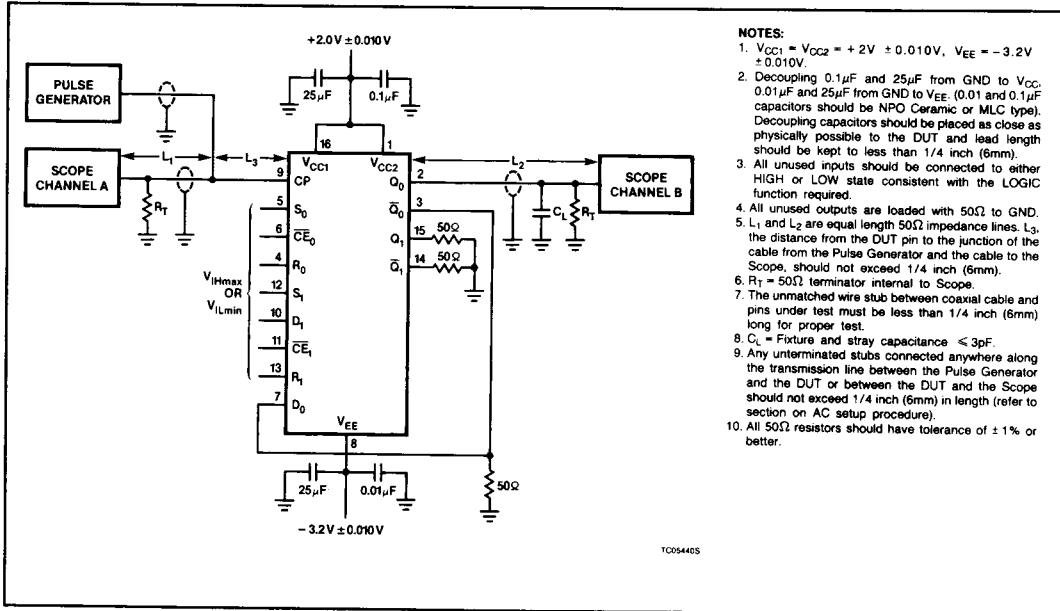 +2.0V ± 0.010V
PULSE
GENERATOR
25μF
0.1μF
L₁
L₃
16
1
VCC1
VCC2
L₂
SCOPE
CHANNEL A
SCOPE
CHANNEL B
9
CP
Q₀
2
RT
5
S₀
Q̅₀
3
CL
RT
6
C̅E̅₀
Q₁
15
50Ω
4
R₀
50Ω
Q̅₁
14
VIHmax
OR
VILmin
12
S₁
10
D₁
11
C̅E̅₁
13
R₁
7
D₀
VEE
8
25μF
0.01μF
50Ω
− 3.2V ± 0.010V
TC05440S
NOTES:
1. VCC1 = VCC2 = + 2V ± 0.010V, VEE = − 3.2V
± 0.010V.
2. Decoupling 0.1μF and 25μF from GND to VCC,
0.01μF and 25μF from GND to VEE. (0.01 and 0.1μF
capacitors should be NPO Ceramic or MLC type).
Decoupling capacitors should be placed as close as
physically possible to the DUT and lead length
should be kept to less than 1/4 inch (6mm).
3. All unused inputs should be connected to either
HIGH or LOW state consistent with the LOGIC
function required.
4. All unused outputs are loaded with 50Ω to GND.
5. L₁ and L₂ are equal length 50Ω impedance lines. L₃,
the distance from the DUT pin to the junction of the
cable from the Pulse Generator and the cable to the
Scope, should not exceed 1/4 inch (6mm).
6. RT = 50Ω terminator internal to Scope.
7. The unmatched wire stub between coaxial cable and
pins under test must be less than 1/4 inch (6mm)
long for proper test.
8. CL = Fixture and stray capacitance ≤ 3pF.
9. Any unterminated stubs connected anywhere along
the transmission line between the Pulse Generator
and the DUT or between the DUT and the Scope
should not exceed 1/4 inch (6mm) in length (refer to
section on AC setup procedure).
10. All 50Ω resistors should have tolerance of ± 1% or
better.